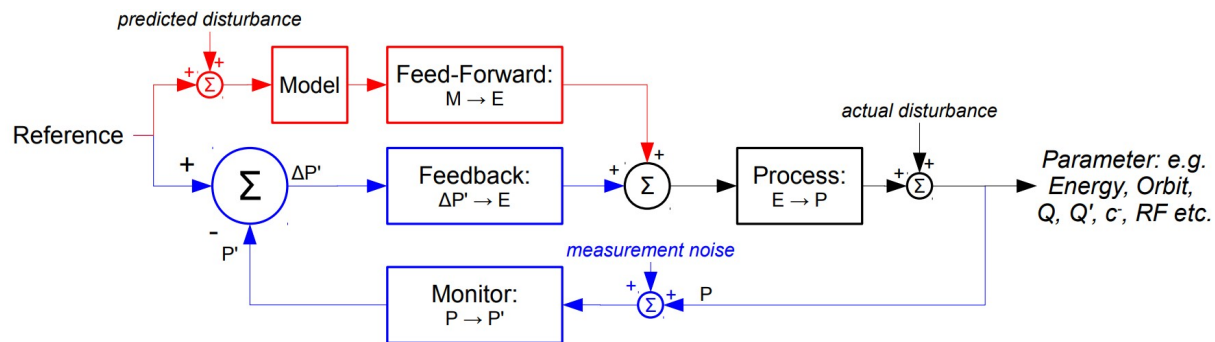 predicted disturbance
+
+
Σ
Model
Feed-Forward:
M → E
actual disturbance
Reference
+
Σ
ΔP'
Feedback:
ΔP' → E
+
+
Σ
Process:
E → P
+
+
Σ
Parameter: e.g.
Energy, Orbit,
Q, Q', c⁻, RF etc.
-
P'
measurement noise
Monitor:
P → P'
+
+
Σ
P